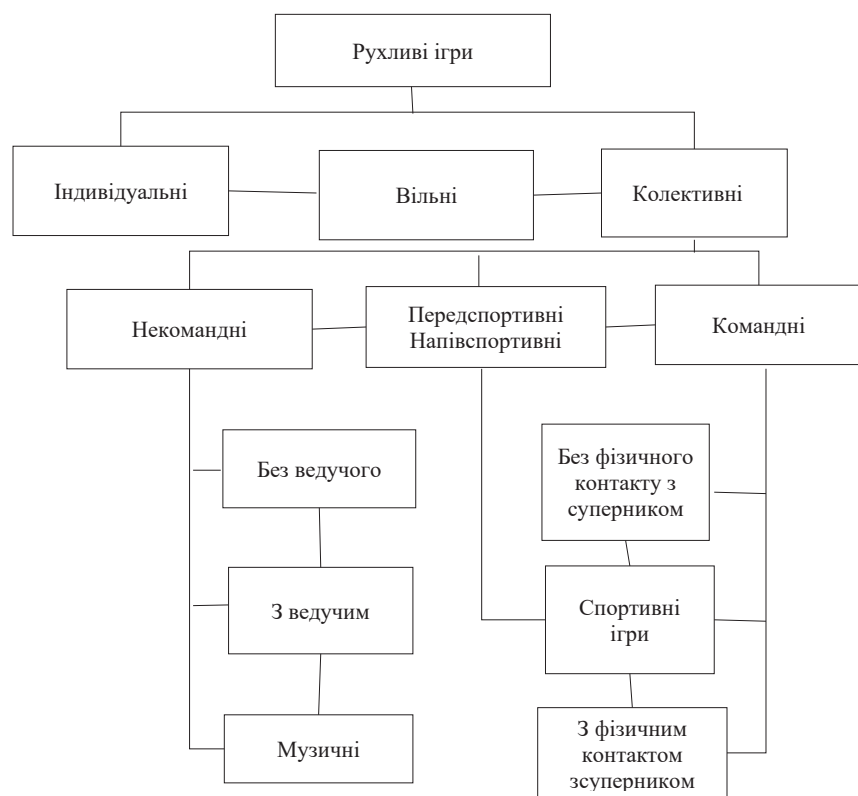 Рухливі ігри
Індивідуальні
Вільні
Колективні
Некомандні
Передспортивні
Напівспортивні
Командні
Без ведучого
Без фізичного
контакту з
суперником
З ведучим
Спортивні
ігри
Музичні
З фізичним
контактом
зсуперником